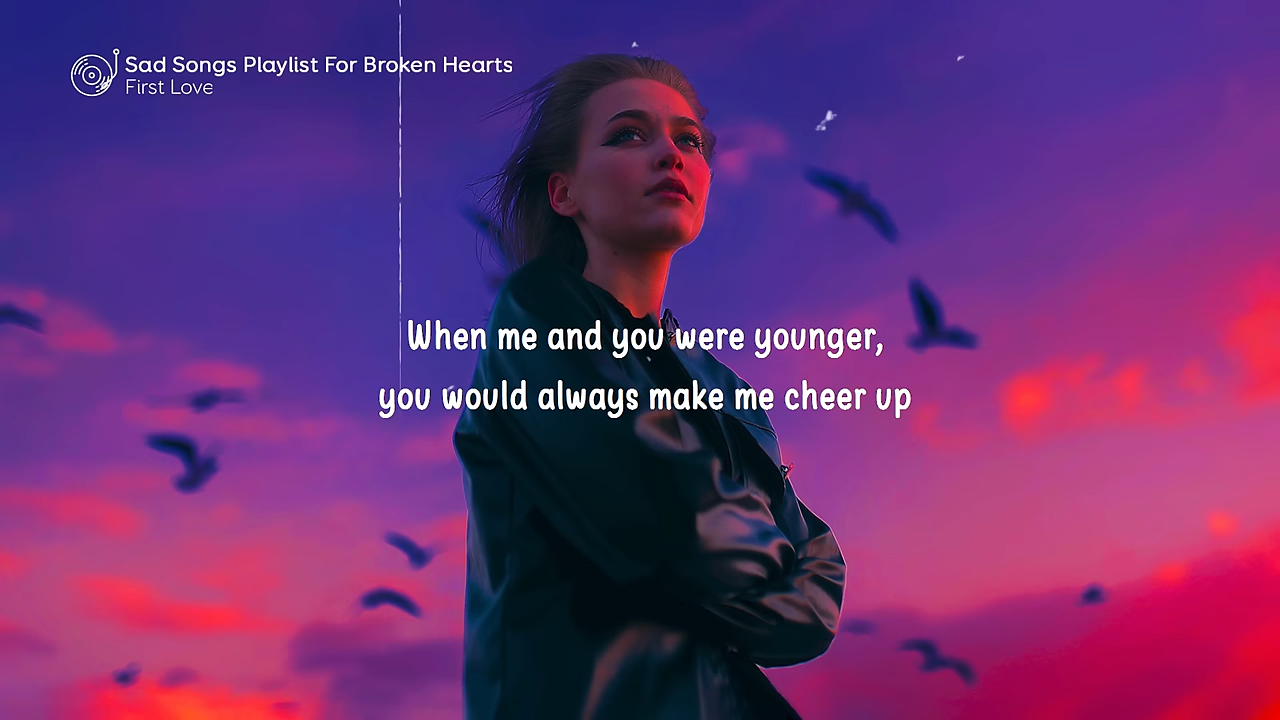 Sad Songs Playlist For Broken Hearts
First Love
When me and you were younger,
you would always make me cheer up